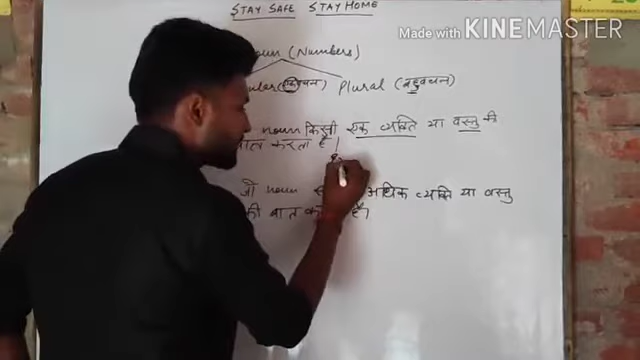 STAY SAFE STAY HOME
Made with KINEMASTER
(Numbers)
(एकवचन) Plural (बहुवचन)
noun किसी एक व्यक्ति या वस्तु की
बात करता है।
जो noun अधिक व्यक्ति या वस्तु
की बात है।